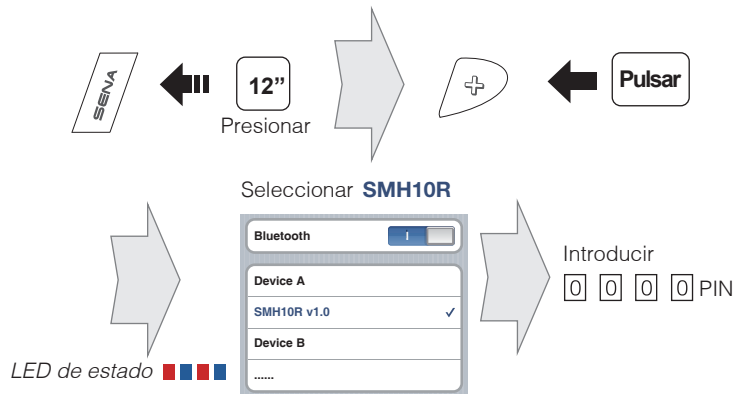 SENA
12”
Presionar
Pulsar
Seleccionar SMH10R
Bluetooth
I
Device A
SMH10R v1.0
Device B
......
LED de estado
Introducir
0 0 0 0 PIN